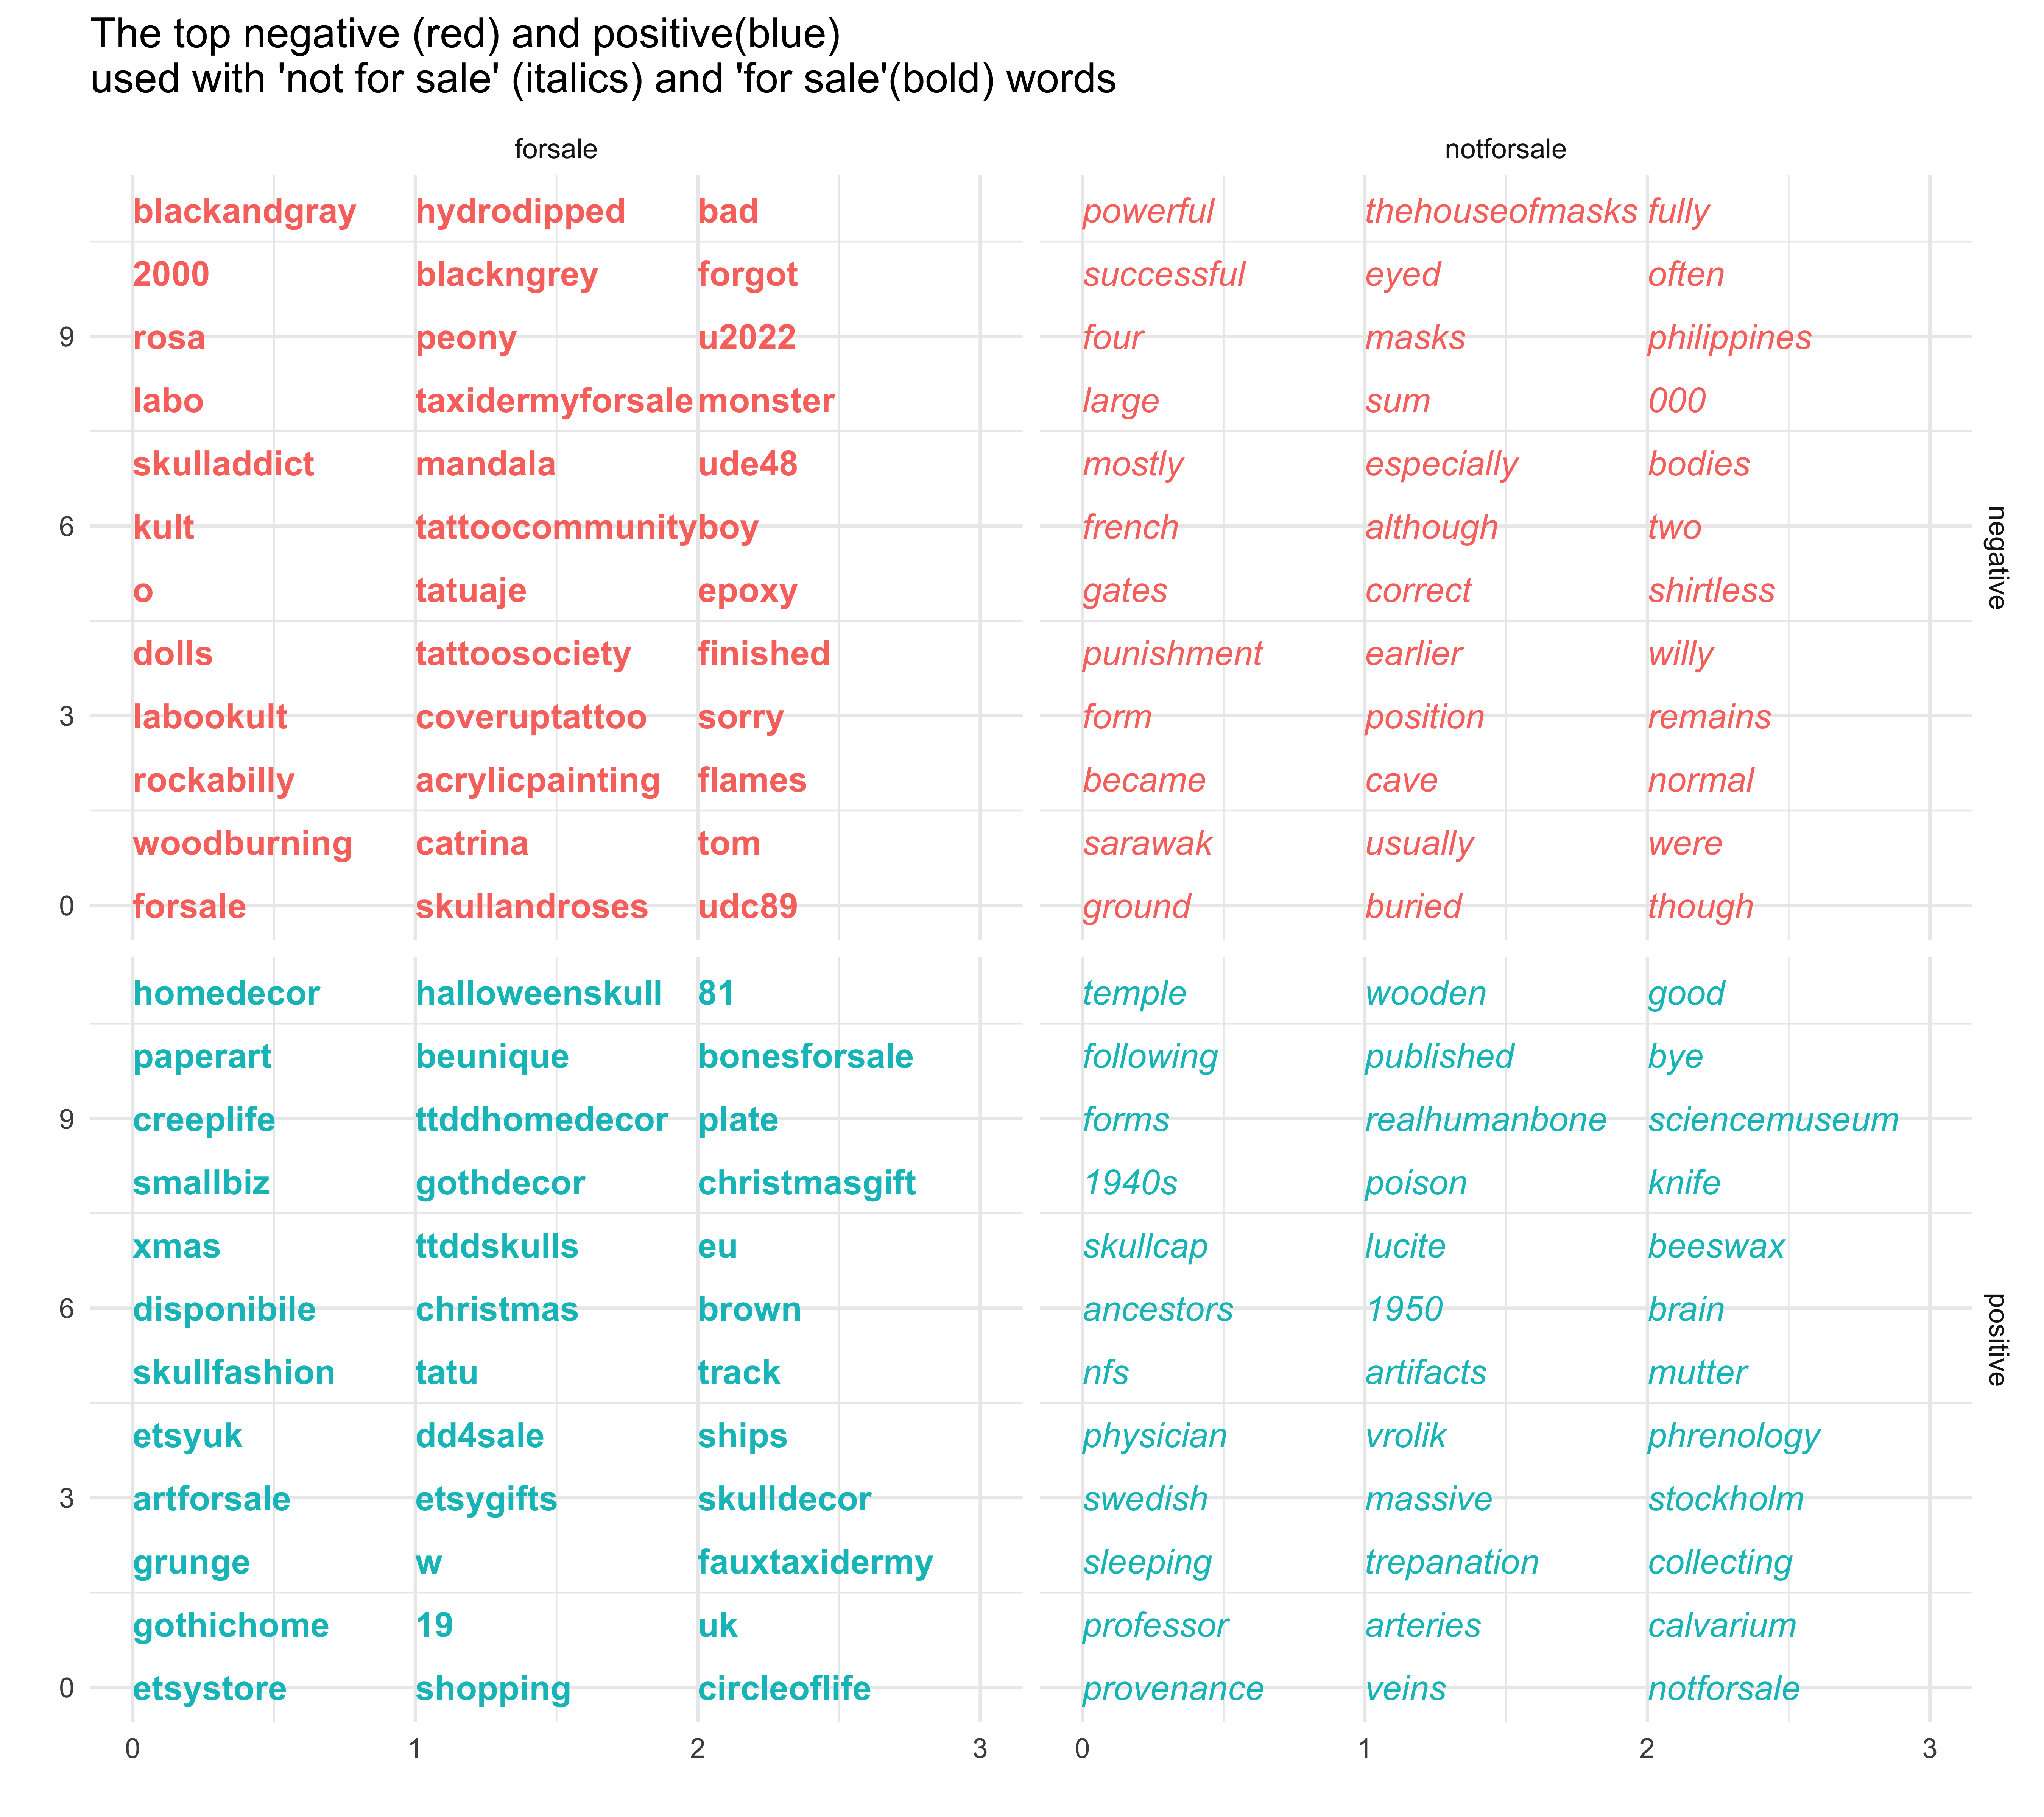 The top negative (red) and positive(blue)
used with 'not for sale' (italics) and 'for sale'(bold) words
forsale notforsale
blackandgray hydrodipped bad powerful thehouseofmasks fully
2000 blackngrey forgot successful eyed often
9 rosa peony u2022 four masks philippines
labo taxidermyforsale monster large sum 000
skulladdict mandala ude48 mostly especially bodies
6 kult tattoocommunity boy french although two
o tatuaje epoxy gates correct shirtless
dolls tattoosociety finished punishment earlier willy
3 labookult coveruptattoo sorry form position remains
rockabilly acrylicpainting flames became cave normal
woodburning catrina tom sarawak usually were
0 forsale skullandroses udc89 ground buried though
negative
homedecor halloweenskull 81 temple wooden good
paperart beunique bonesforsale following published bye
9 creeplife ttddhomedecor plate forms realhumanbone sciencemuseum
smallbiz gothdecor christmasgift 1940s poison knife
xmas ttddskulls eu skullcap lucite beeswax
6 disponibile christmas brown ancestors 1950 brain
skullfashion tatu track nfs artifacts mutter
etsyuk dd4sale ships physician vrolik phrenology
3 artforsale etsygifts skulldecor swedish massive stockholm
grunge w fauxtaxidermy sleeping trepanation collecting
gothichome 19 uk professor arteries calvarium
0 etsystore shopping circleoflife provenance veins notforsale
positive
0 1 2 3 0 1 2 3